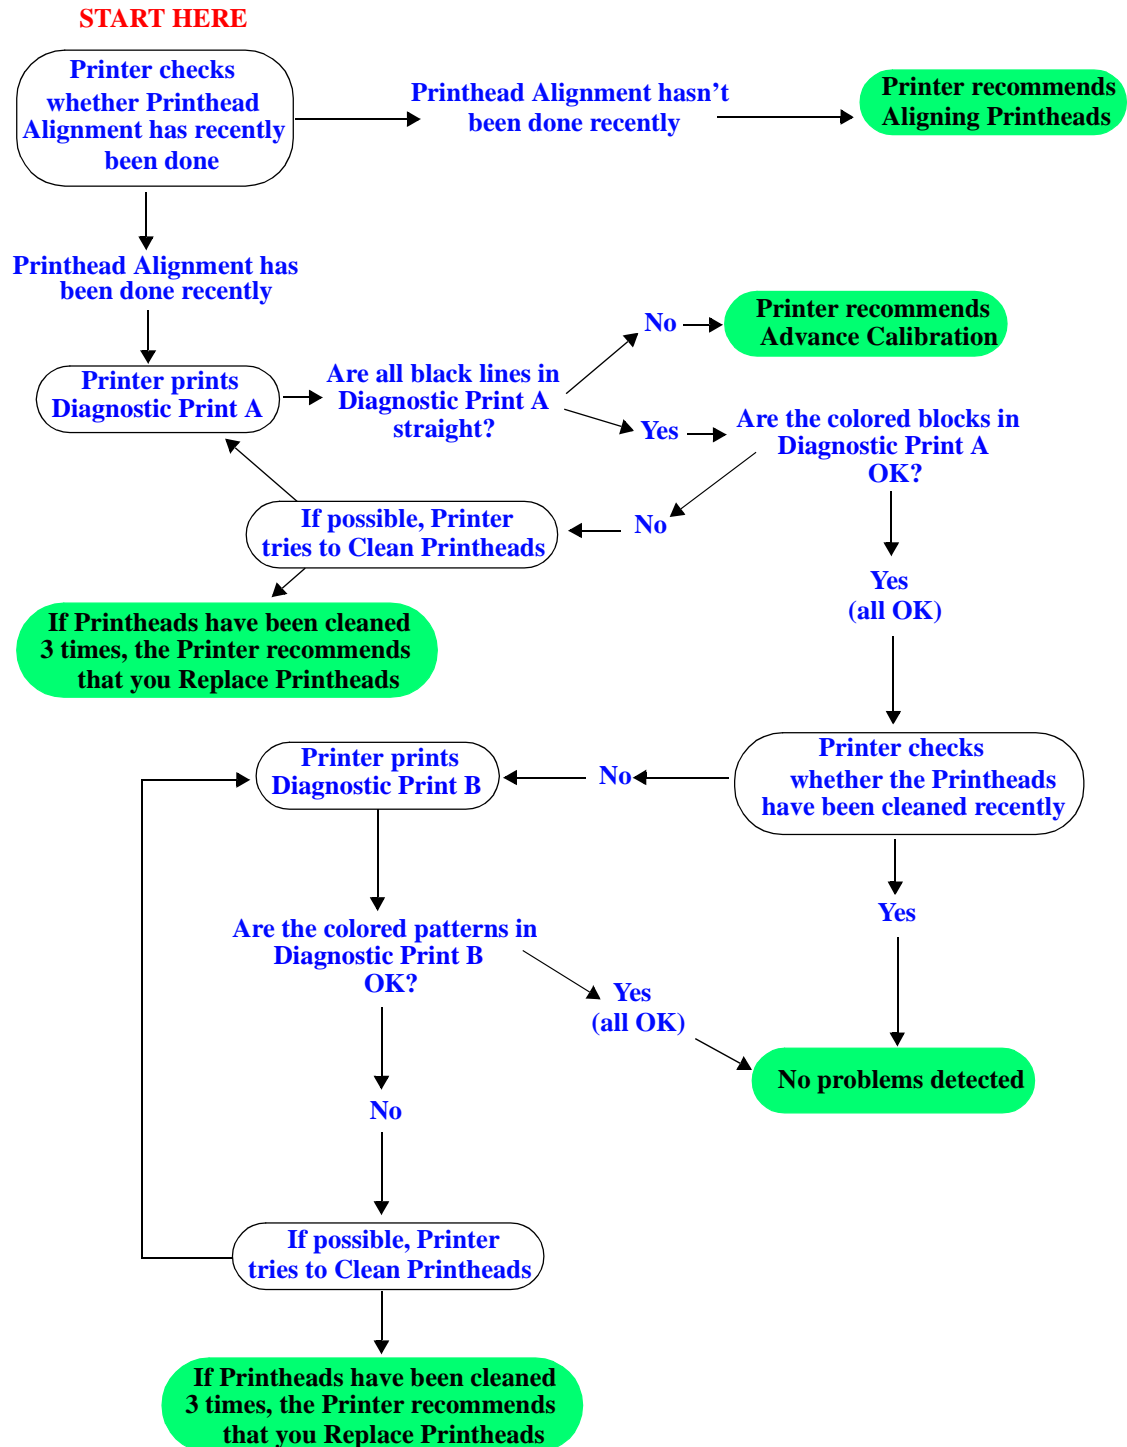 START HERE
Printer checks
whether Printhead
Alignment has recently
been done
Printhead Alignment hasn't
been done recently
Printer recommends
Aligning Printheads
Printhead Alignment has
been done recently
Printer prints
Diagnostic Print A
Are all black lines in
Diagnostic Print A
straight?
No
Printer recommends
Advance Calibration
Yes
Are the colored blocks in
Diagnostic Print A
OK?
No
If possible, Printer
tries to Clean Printheads
If Printheads have been cleaned
3 times, the Printer recommends
that you Replace Printheads
Yes
(all OK)
Printer checks
whether the Printheads
have been cleaned recently
No
Printer prints
Diagnostic Print B
Yes
Are the colored patterns in
Diagnostic Print B
OK?
Yes
(all OK)
No problems detected
No
If possible, Printer
tries to Clean Printheads
If Printheads have been cleaned
3 times, the Printer recommends
that you Replace Printheads